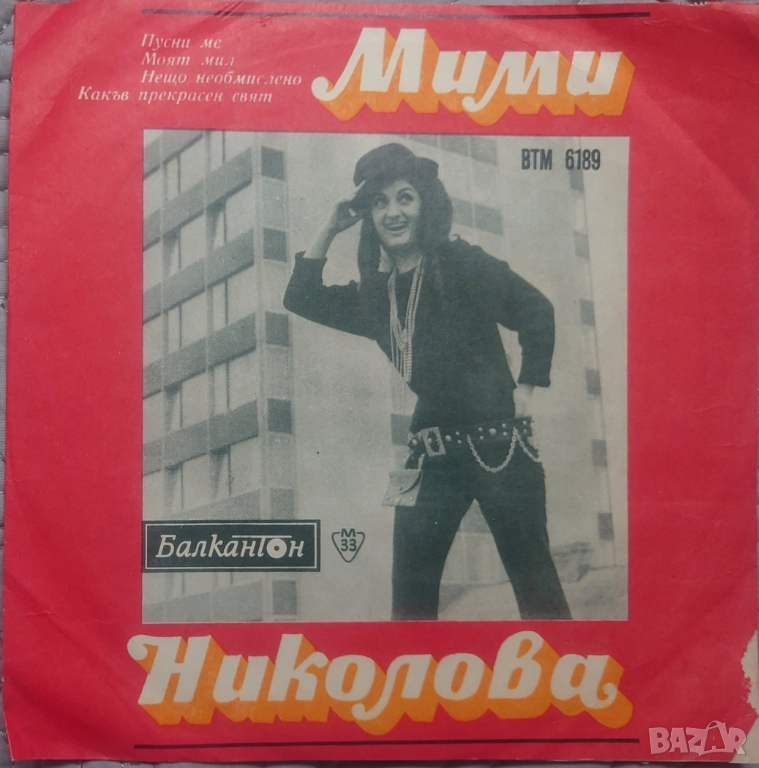 Пусни ме
Моят мил
Нещо необмислено
Какъв прекрасен свят
Мими
ВТМ 6189
Балкантон
М
33
Николова
BAZAR